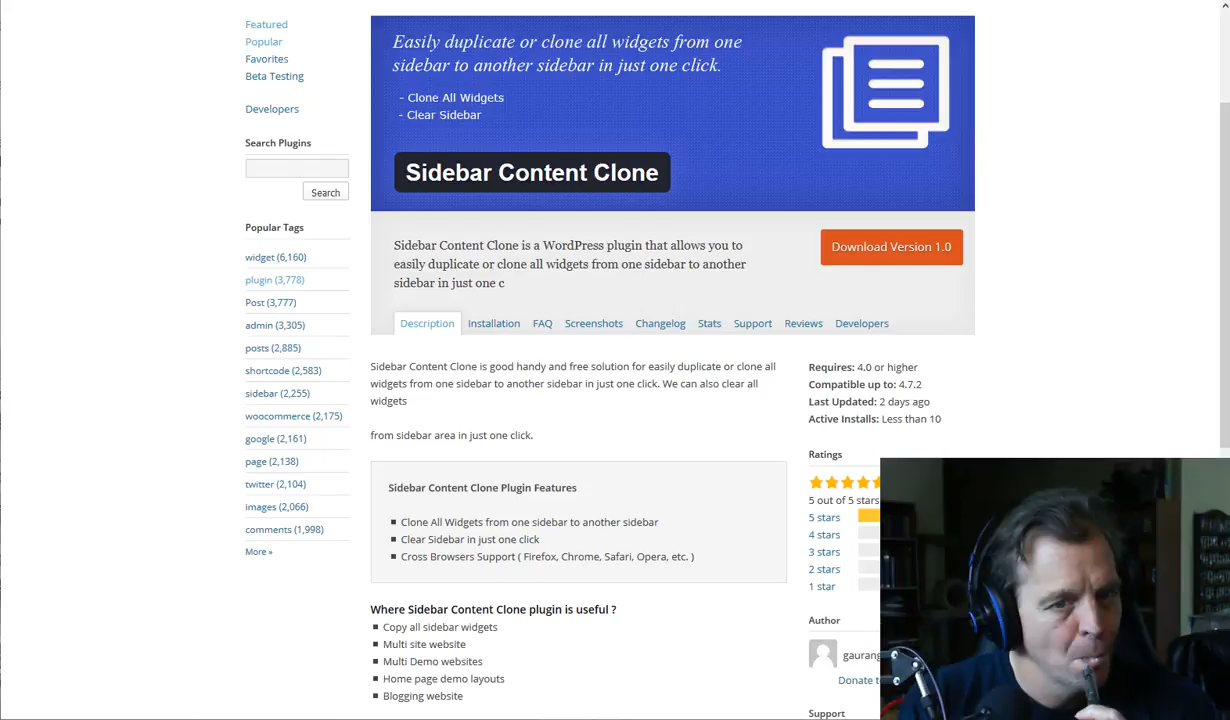 Featured
Popular
Favorites
Beta Testing
Developers
Search Plugins
Search
Popular Tags
widget (6,160)
plugin (3,778)
Post (3,777)
admin (3,305)
posts (2,885)
shortcode (2,583)
sidebar (2,255)
woocommerce (2,175)
google (2,161)
page (2,138)
twitter (2,104)
images (2,066)
comments (1,998)
More »
Easily duplicate or clone all widgets from one
sidebar to another sidebar in just one click.
- Clone All Widgets
- Clear Sidebar
Sidebar Content Clone
Sidebar Content Clone is a WordPress plugin that allows you to
easily duplicate or clone all widgets from one sidebar to another
sidebar in just one c
Download Version 1.0
Description Installation FAQ Screenshots Changelog Stats Support Reviews Developers
Sidebar Content Clone is good handy and free solution for easily duplicate or clone all
widgets from one sidebar to another sidebar in just one click. We can also clear all
widgets
from sidebar area in just one click.
Sidebar Content Clone Plugin Features
Clone All Widgets from one sidebar to another sidebar
Clear Sidebar in just one click
Cross Browsers Support ( Firefox, Chrome, Safari, Opera, etc. )
Where Sidebar Content Clone plugin is useful ?
Copy all sidebar widgets
Multi site website
Multi Demo websites
Home page demo layouts
Blogging website
Requires: 4.0 or higher
Compatible up to: 4.7.2
Last Updated: 2 days ago
Active Installs: Less than 10
Ratings
5 out of 5 stars
5 stars
4 stars
3 stars
2 stars
1 star
Author
gaurang
Donate to
Support